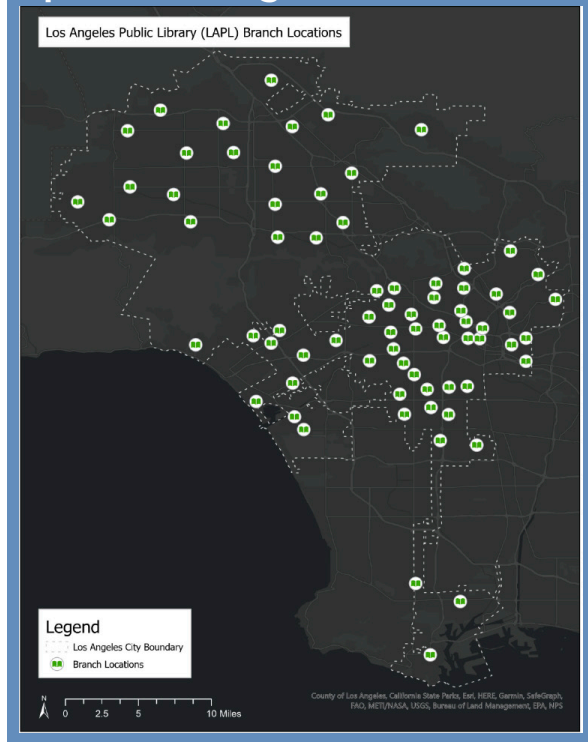 Los Angeles Public Library (LAPL) Branch Locations
Legend
Los Angeles City Boundary
Branch Locations
N
0 2.5 5 10 Miles
County of Los Angeles, California State Parks, Esri, HERE, Garmin, SafeGraph,
FAO, METI/NASA, USGS, Bureau of Land Management, EPA, NPS